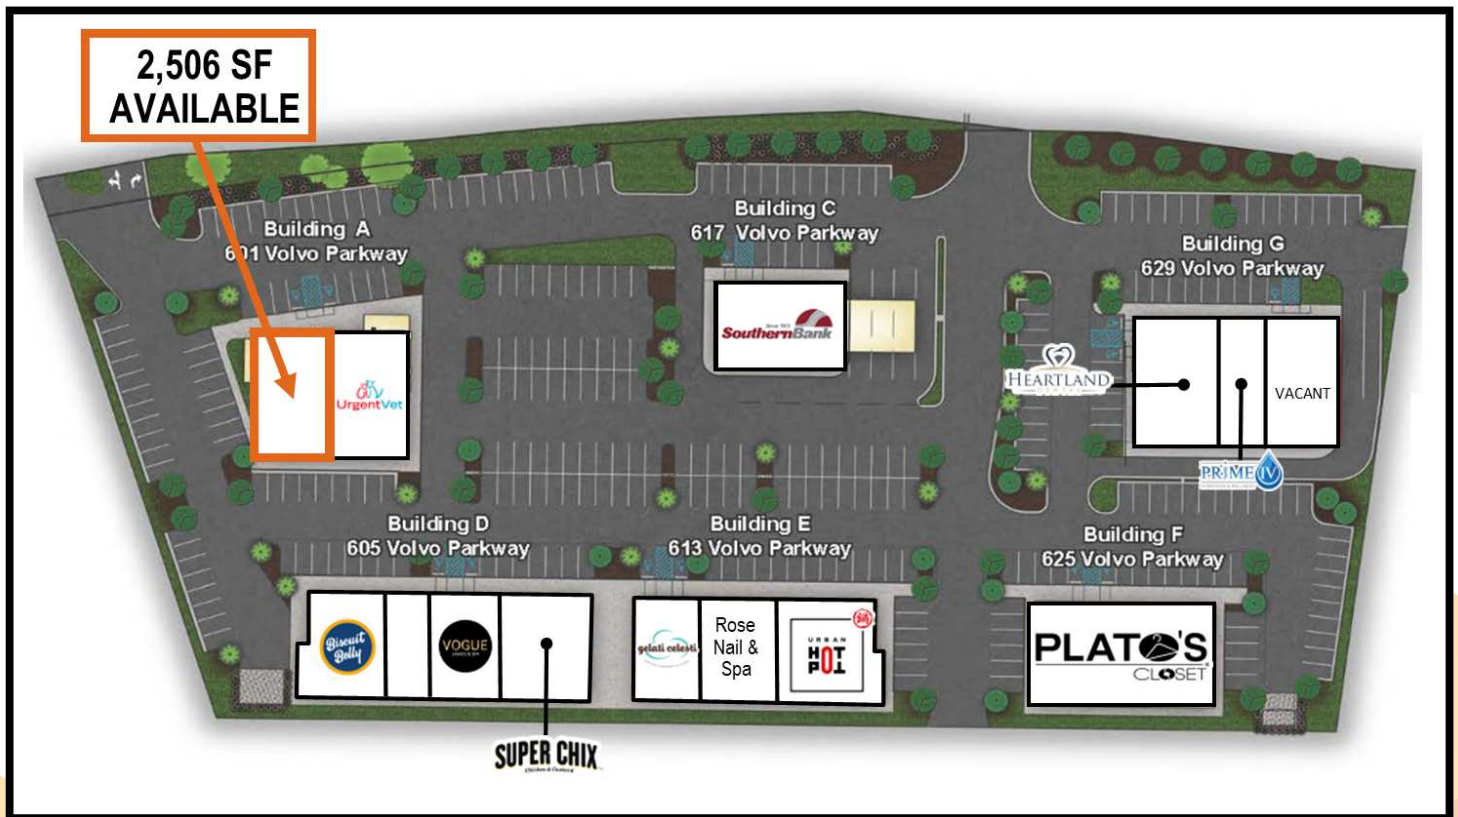 2,506 SF
AVAILABLE
Building A
601 Volvo Parkway
Building C
617 Volvo Parkway
Building G
629 Volvo Parkway
SouthernBank
UrgentVet
HEARTLAND
VACANT
PRIME IV
Building D
605 Volvo Parkway
Building E
613 Volvo Parkway
Building F
625 Volvo Parkway
Biscuit
Belly
VOGUE
gelati celesti
Rose
Nail &
Spa
URBAN
HOT
POT
PLATO'S
CLOSET
SUPER CHIX
Chicken & Custard